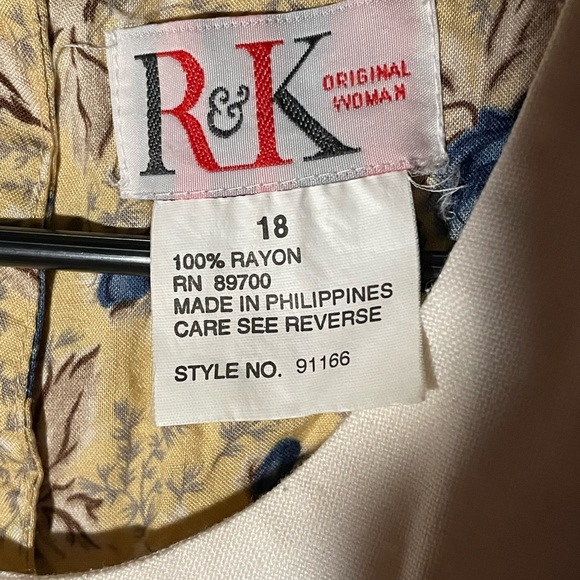 R&K ORIGINAL
WOMAN
18
100% RAYON
RN 89700
MADE IN PHILIPPINES
CARE SEE REVERSE
STYLE NO. 91166